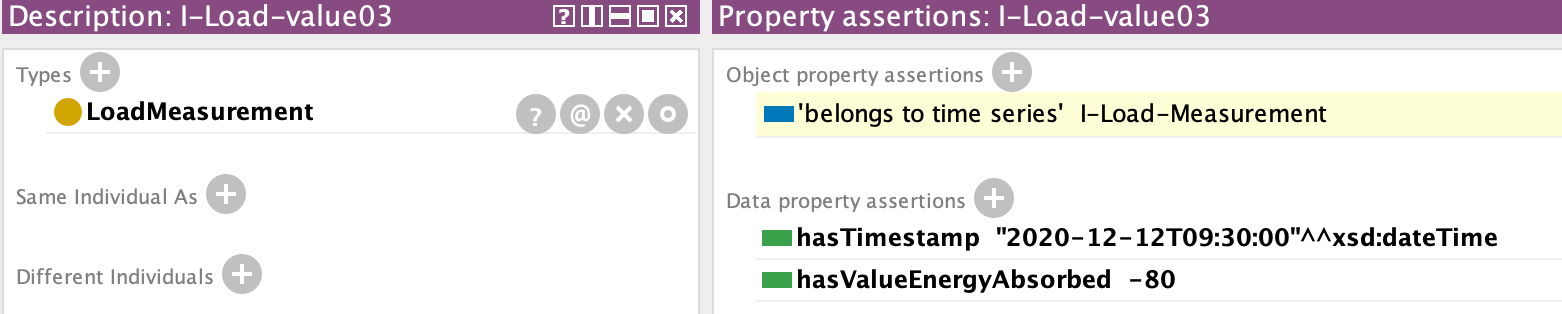 Description: I-Load-value03
Types
LoadMeasurement
Same Individual As
Different Individuals
Property assertions: I-Load-value03
Object property assertions
'belongs to time series' I-Load-Measurement
Data property assertions
hasTimestamp "2020-12-12T09:30:00"^^xsd:dateTime
hasValueEnergyAbsorbed -80